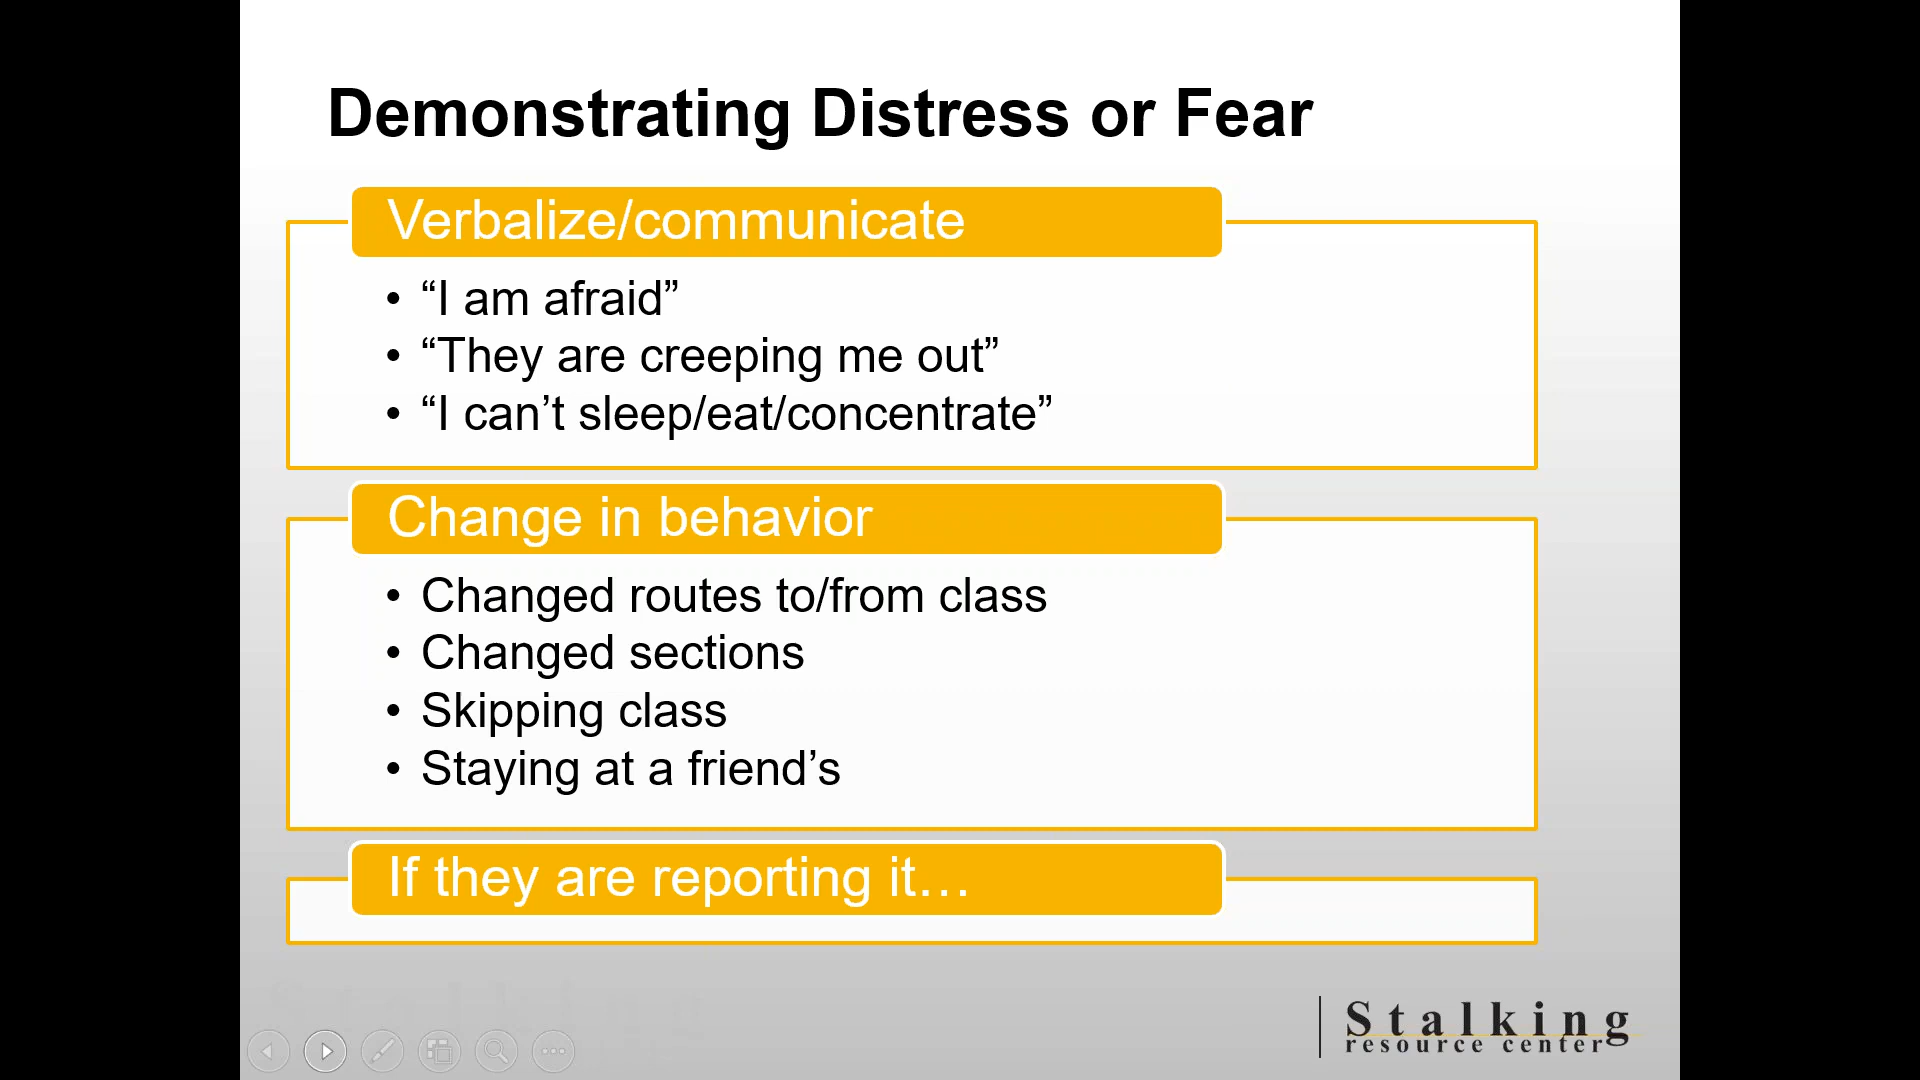 Demonstrating Distress or Fear
Verbalize/communicate
• “I am afraid”
• “They are creeping me out”
• “I can’t sleep/eat/concentrate”
Change in behavior
• Changed routes to/from class
• Changed sections
• Skipping class
• Staying at a friend’s
If they are reporting it…
Stalking
resource center